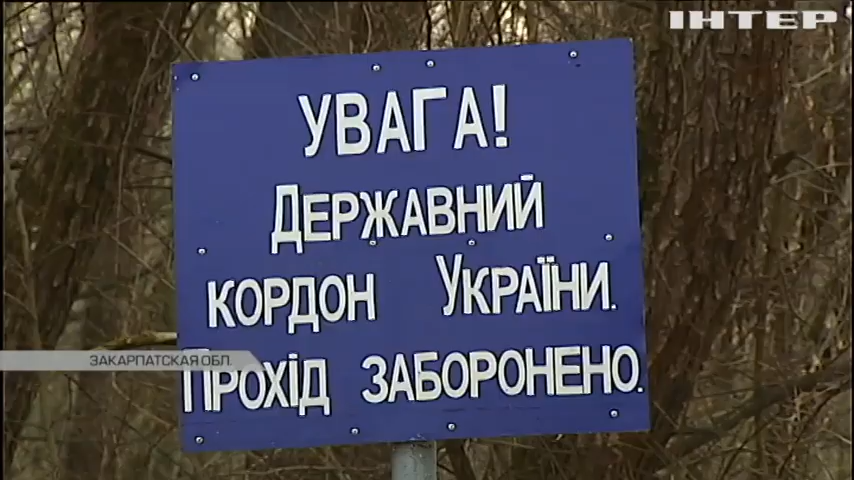 ІНТЕР
УВАГА!
ДЕРЖАВНИЙ
КОРДОН УКРАЇНИ.
ПРОХІД ЗАБОРОНЕНО.
ЗАКАРПАТСКАЯ ОБЛ.